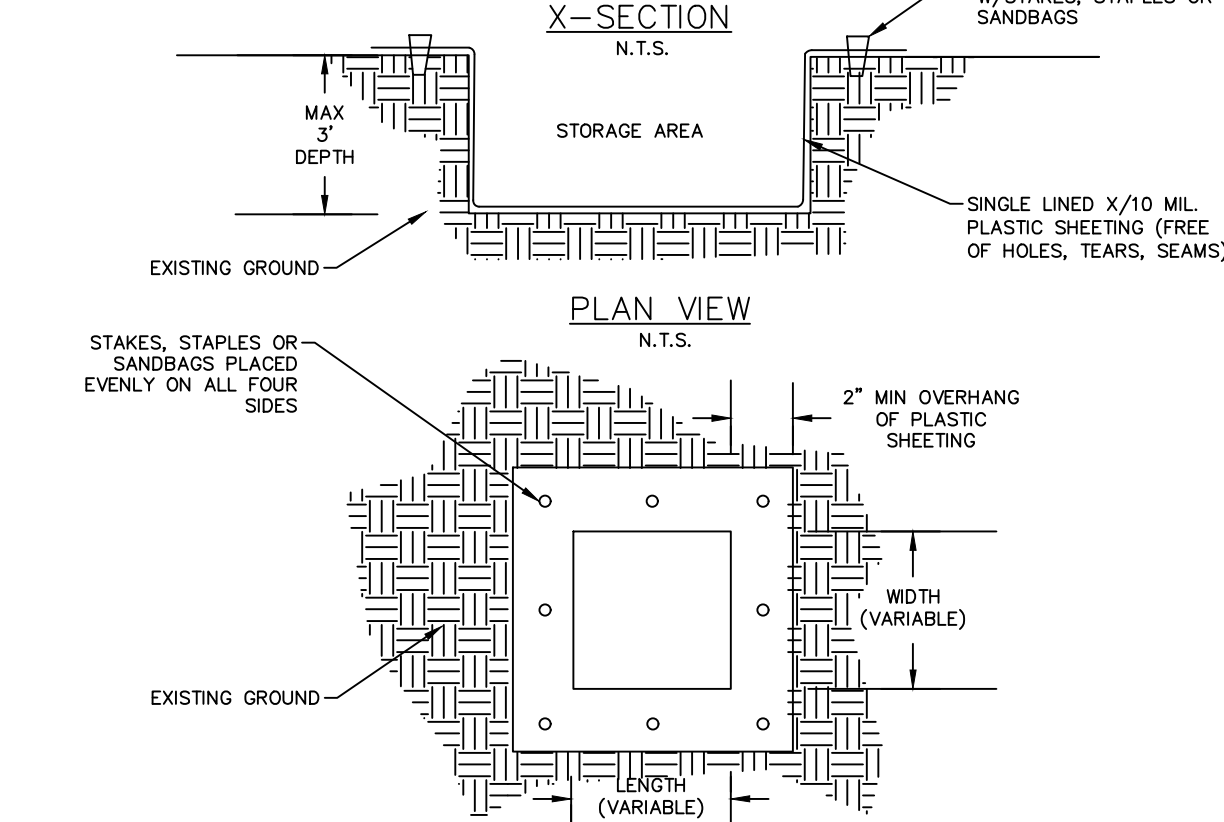 X-SECTION
N.T.S.
W/STAKES, STAPLES OR
SANDBAGS
MAX
3'
DEPTH
STORAGE AREA
SINGLE LINED X/10 MIL.
PLASTIC SHEETING (FREE
OF HOLES, TEARS, SEAMS)
EXISTING GROUND
PLAN VIEW
N.T.S.
STAKES, STAPLES OR
SANDBAGS PLACED
EVENLY ON ALL FOUR
SIDES
2" MIN OVERHANG
OF PLASTIC
SHEETING
WIDTH
(VARIABLE)
EXISTING GROUND
LENGTH
(VARIABLE)